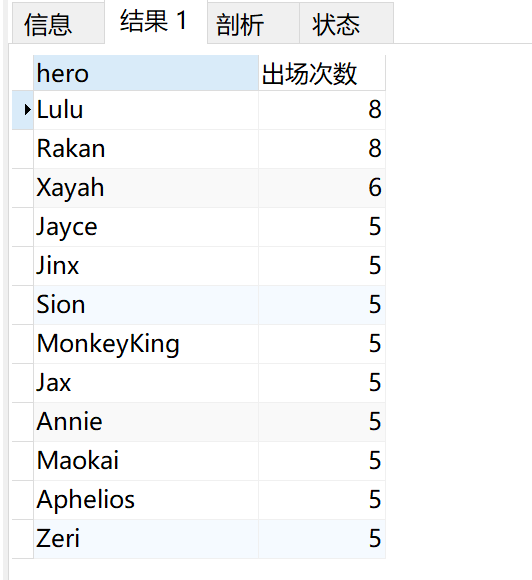 信息 结果 1 剖析 状态
hero 出场次数
Lulu 8
Rakan 8
Xayah 6
Jayce 5
Jinx 5
Sion 5
MonkeyKing 5
Jax 5
Annie 5
Maokai 5
Aphelios 5
Zeri 5